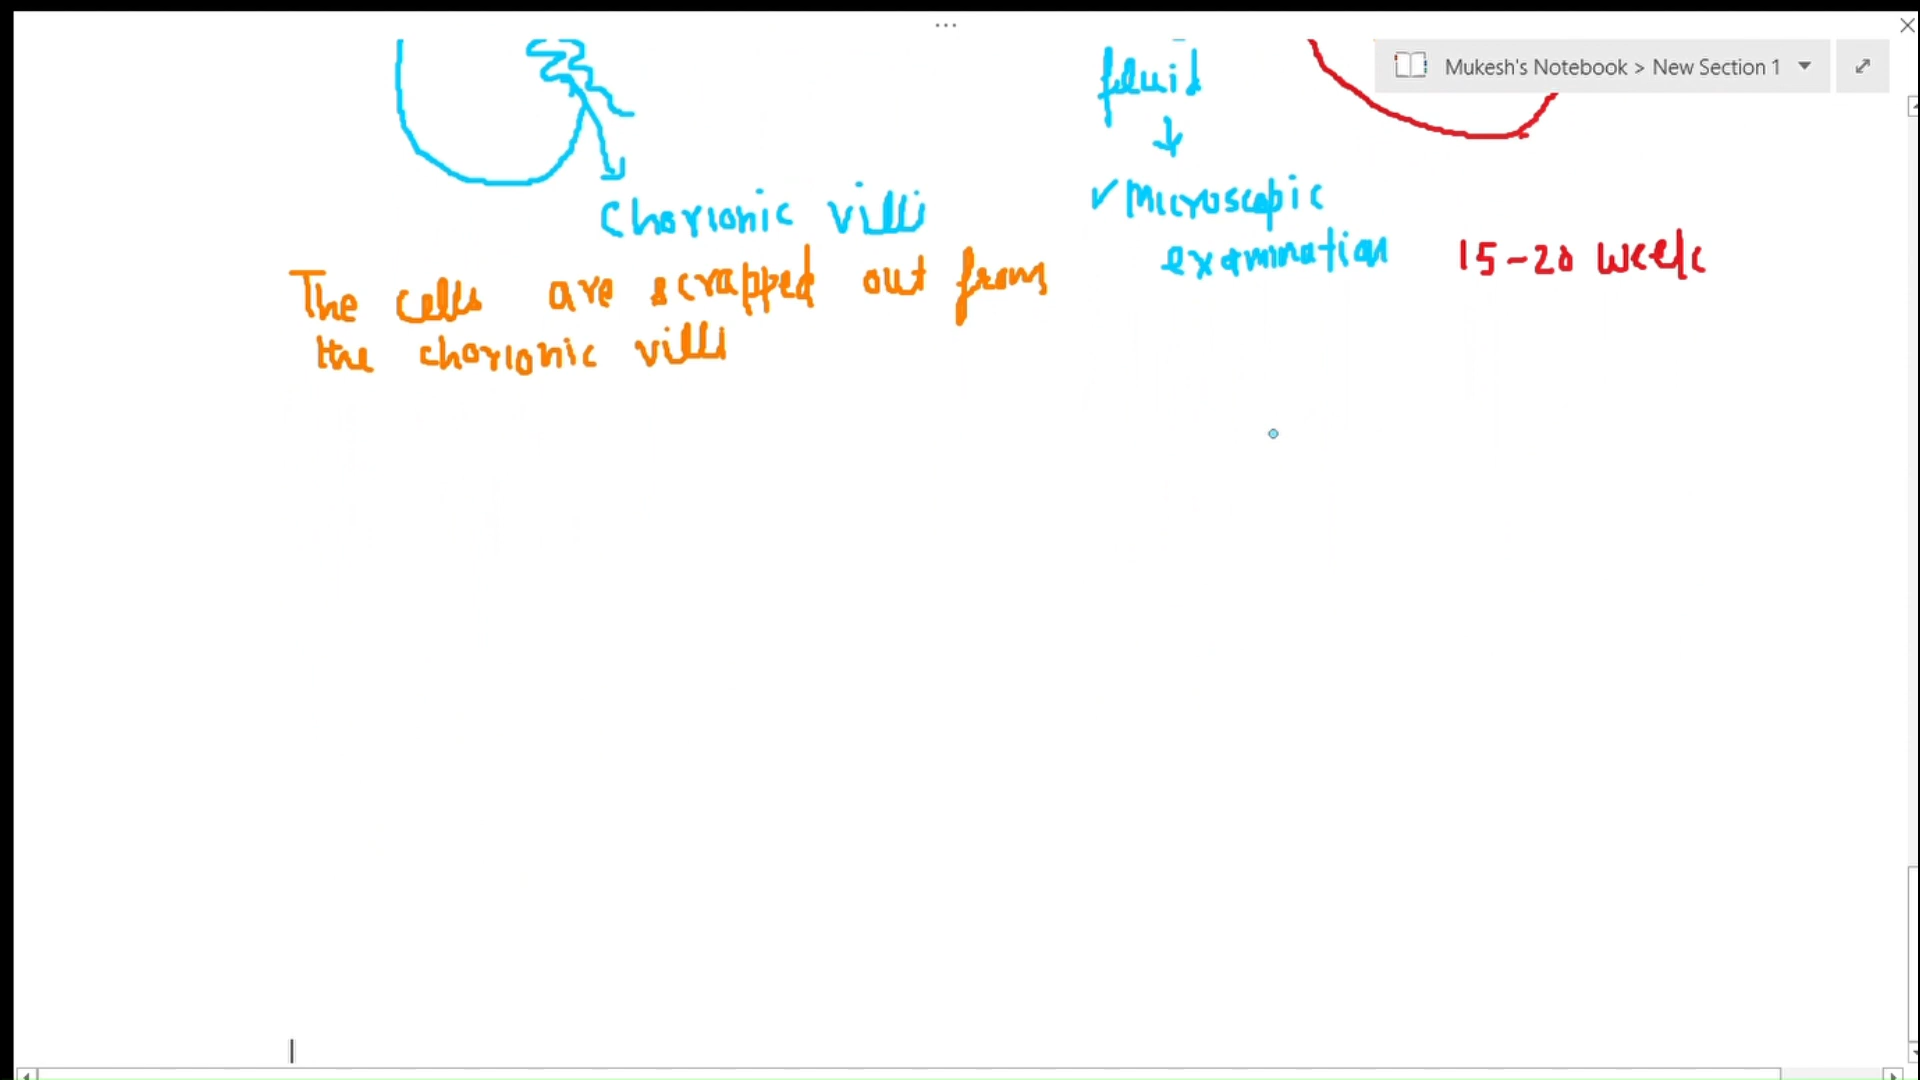 ...
Mukesh's Notebook > New Section 1
fluid
↓
✓ Microscopic
examination
15-20 week
Chorionic villi
The cells are scrapped out from
the chorionic villi